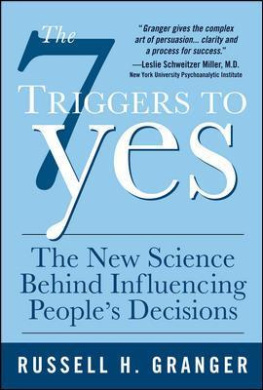 "Granger gives the complex
art of persuasion... clarity and
a process for success."
—Leslie Schweitzer Miller, M.D.
New York University Psychoanalytic Institute
The
7
TRIGGERS TO
yes
The New Science
Behind Influencing
People's Decisions
RUSSELL H. GRANGER